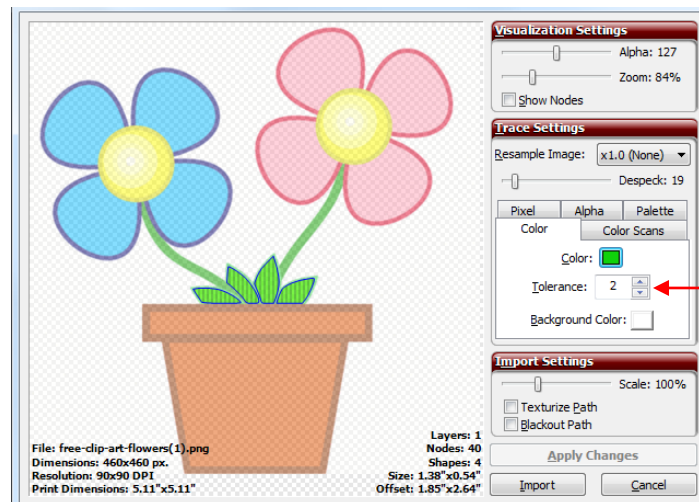 Visualization Settings
Alpha: 127
Zoom: 84%
Show Nodes
Trace Settings
Resample Image: x1.0 (None)
Despeck: 19
Pixel Alpha Palette
Color Color Scans
Color:
Tolerance: 2
Background Color:
Import Settings
Scale: 100%
Texturize Path
Blackout Path
Apply Changes
Import Cancel
File: free-clip-art-flowers(1).png
Dimensions: 460x460 px.
Resolution: 90x90 DPI
Print Dimensions: 5.11"x5.11"
Layers: 1
Nodes: 40
Shapes: 4
Size: 1.38"x0.54"
Offset: 1.85"x2.64"